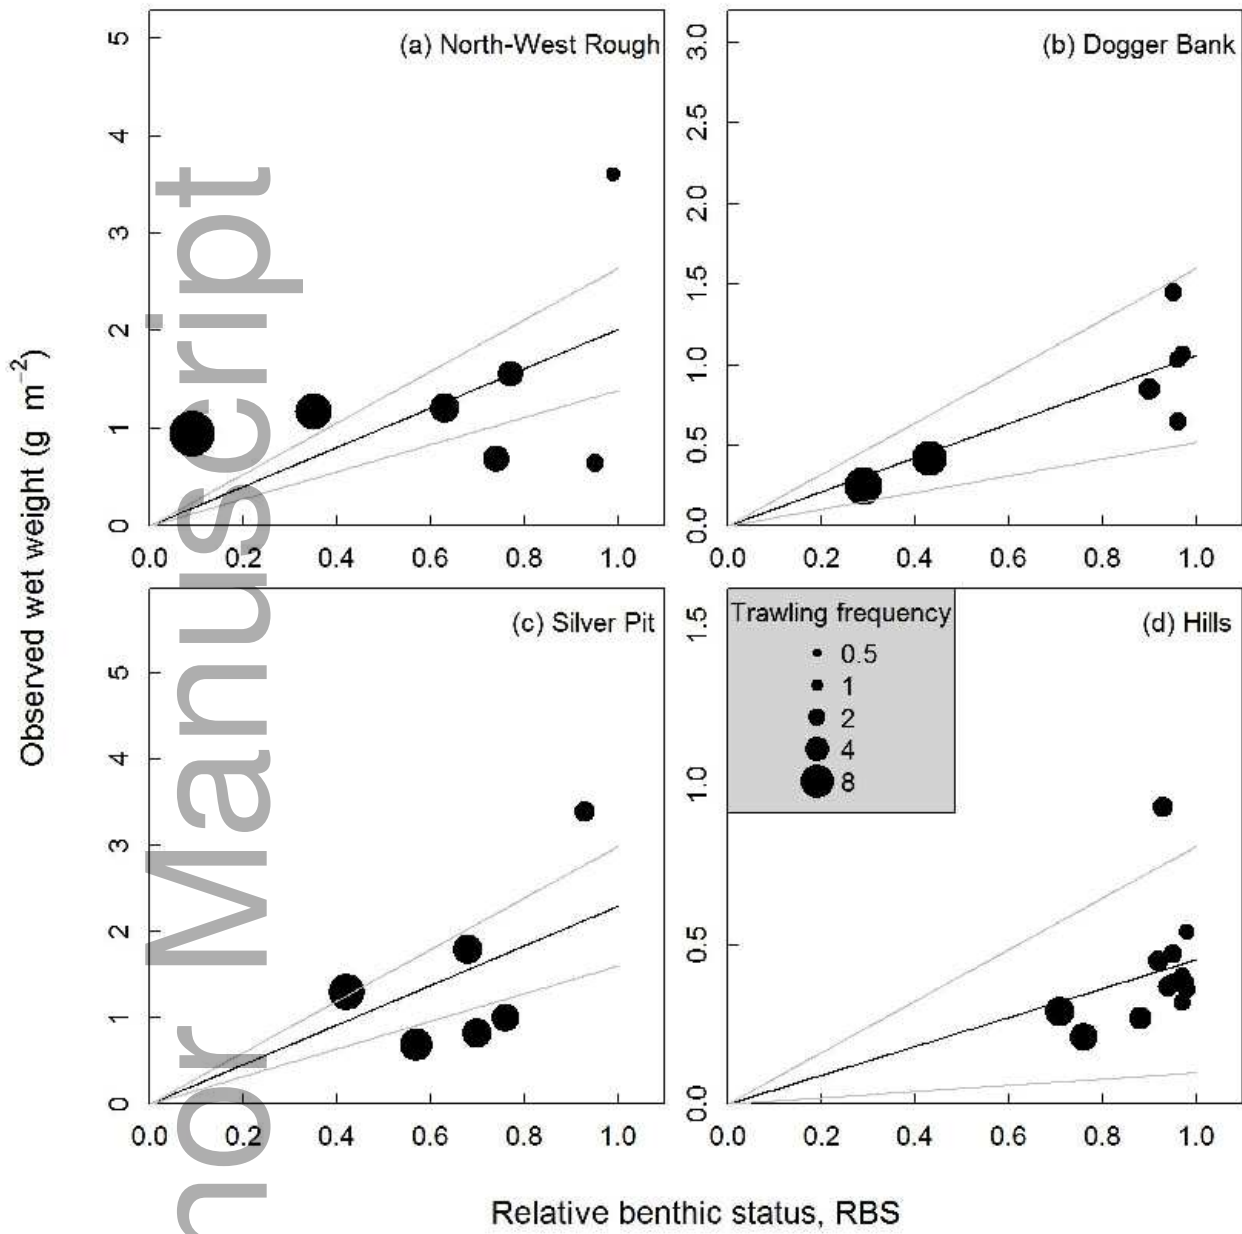 (a) North-West Rough
5
4
3
2
1
0
0.0 0.2 0.4 0.6 0.8 1.0
(b) Dogger Bank
3.0
2.5
2.0
1.5
1.0
0.5
0.0
0.0 0.2 0.4 0.6 0.8 1.0
(c) Silver Pit
5
4
3
2
1
0
0.0 0.2 0.4 0.6 0.8 1.0
(d) Hills
1.5
1.0
0.5
0.0
0.0 0.2 0.4 0.6 0.8 1.0
Trawling frequency
0.5
1
2
4
8
Observed wet weight (g m⁻²)
Relative benthic status, RBS
nor Manuscript